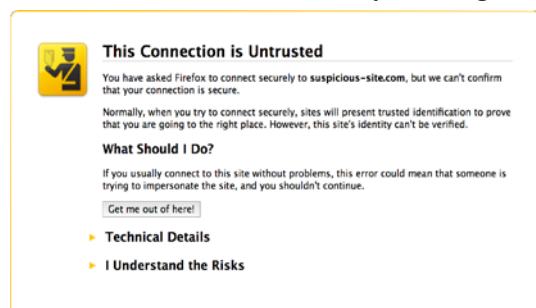 This Connection is Untrusted
You have asked Firefox to connect securely to suspicious-site.com, but we can't confirm
that your connection is secure.
Normally, when you try to connect securely, sites will present trusted identification to prove
that you are going to the right place. However, this site's identity can't be verified.
What Should I Do?
If you usually connect to this site without problems, this error could mean that someone is
trying to impersonate the site, and you shouldn't continue.
Get me out of here!
Technical Details
I Understand the Risks